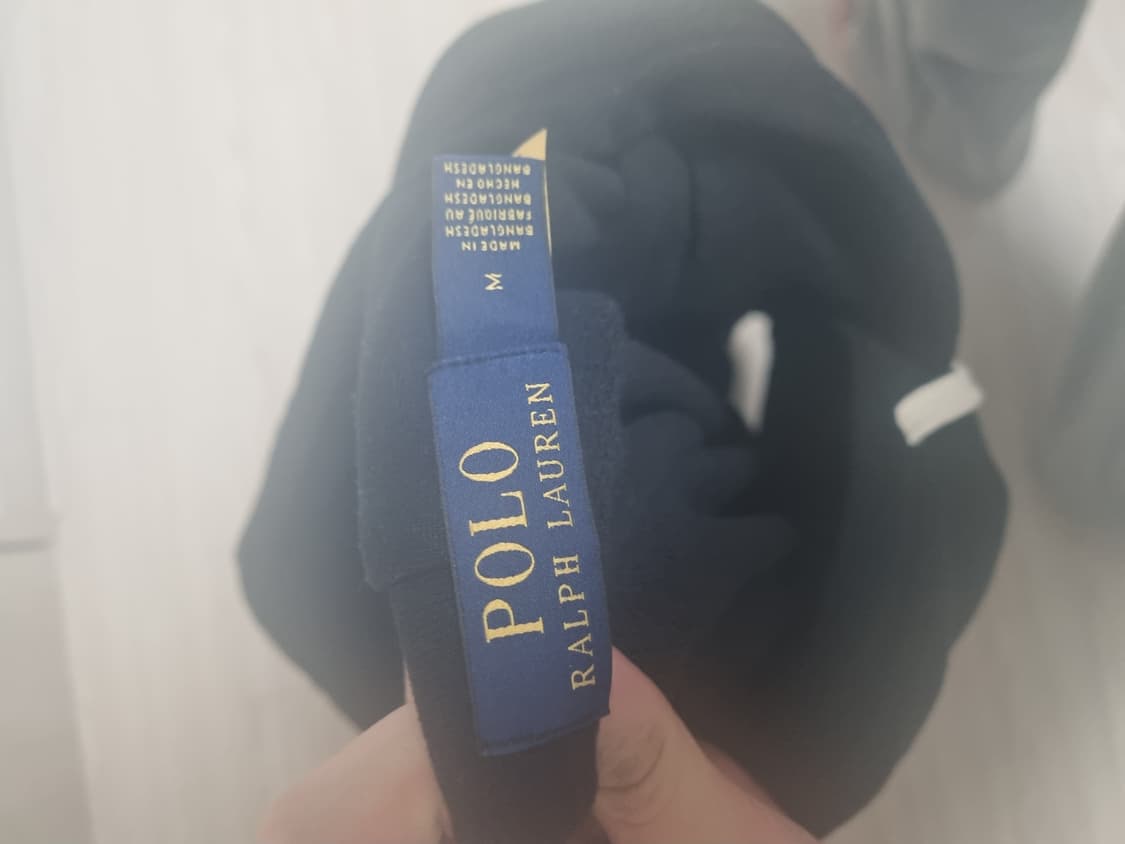 POLO
RALPH LAUREN
M
MADE IN
BANGLADESH
FABRIQUÉ AU
BANGLADESH
HECHO EN
BANGLADESH